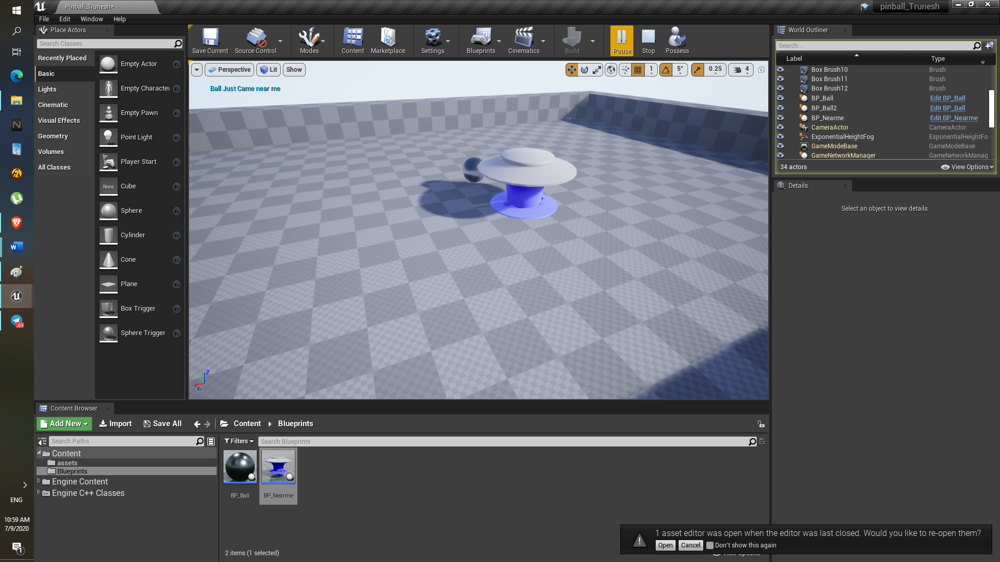 Pinball_Trunesh*
pinball_Trunesh
File Edit Window Help
Place Actors
Search Classes
Recently Placed
Basic
Lights
Cinematic
Visual Effects
Geometry
Volumes
All Classes
Empty Actor
Empty Character
Empty Pawn
Point Light
Player Start
None
Cube
Sphere
Cylinder
Cone
Plane
Box Trigger
Sphere Trigger
Save Current
Source Control
Modes
Content
Marketplace
Settings
Blueprints
Cinematics
Build
Pause
Stop
Possess
Perspective
Lit
Show
1
5°
0.25
4
Ball Just Came near me
Z
World Outliner
Search...
Label Type
Box Brush10 Brush
Box Brush11 Brush
Box Brush12 Brush
BP_Ball Edit BP_Ball
BP_Ball2 Edit BP_Ball
BP_Nearme Edit BP_Nearme
CameraActor CameraActor
ExponentialHeightFog ExponentialHeightFo
GameModeBase GameModeBase
GameNetworkManager GameNetworkManag
34 actors
View Options
Details
Select an object to view details.
Content Browser
Add New
Import
Save All
Content
Blueprints
Search Paths
Content
assets
Blueprints
Engine Content
Engine C++ Classes
Filters
Search Blueprints
BP_Ball
BP_Nearme
2 items (1 selected)
View Options
1 asset editor was open when the editor was last closed. Would you like to re-open them?
Open
Cancel
Don't show this again
ENG
10:59 AM
7/9/2020
1
.03